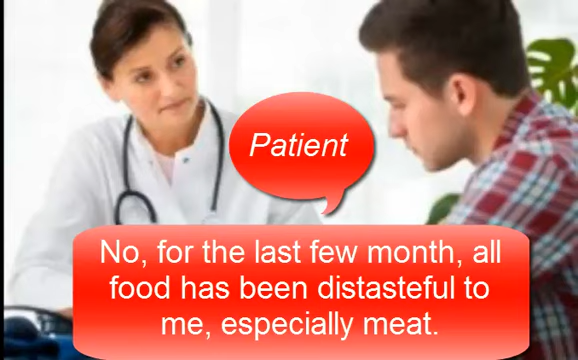 Patient
No, for the last few month, all
food has been distasteful to
me, especially meat.